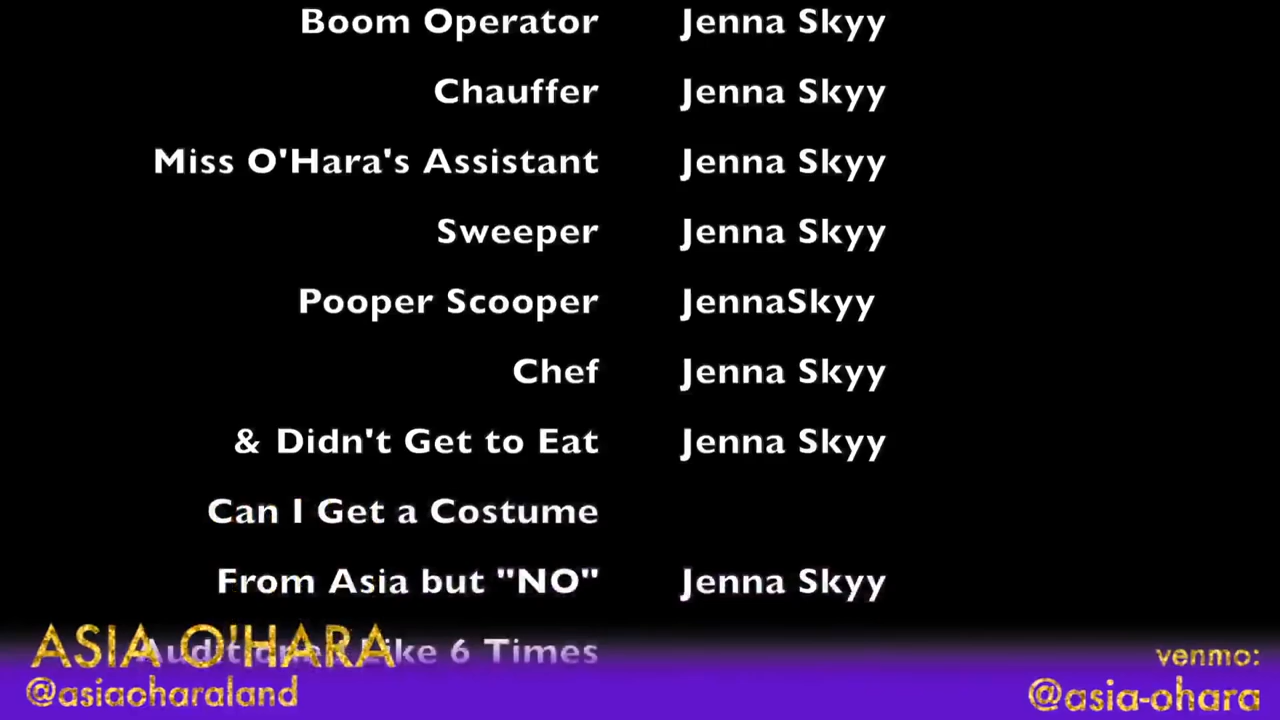 Boom Operator Jenna Skyy
Chauffer Jenna Skyy
Miss O'Hara's Assistant Jenna Skyy
Sweeper Jenna Skyy
Pooper Scooper JennaSkyy
Chef Jenna Skyy
& Didn't Get to Eat Jenna Skyy
Can I Get a Costume
From Asia but "NO" Jenna Skyy
Auditioned Like 6 Times
ASIA O'HARA
@asiaoharaland
venmo:
@asia-ohara